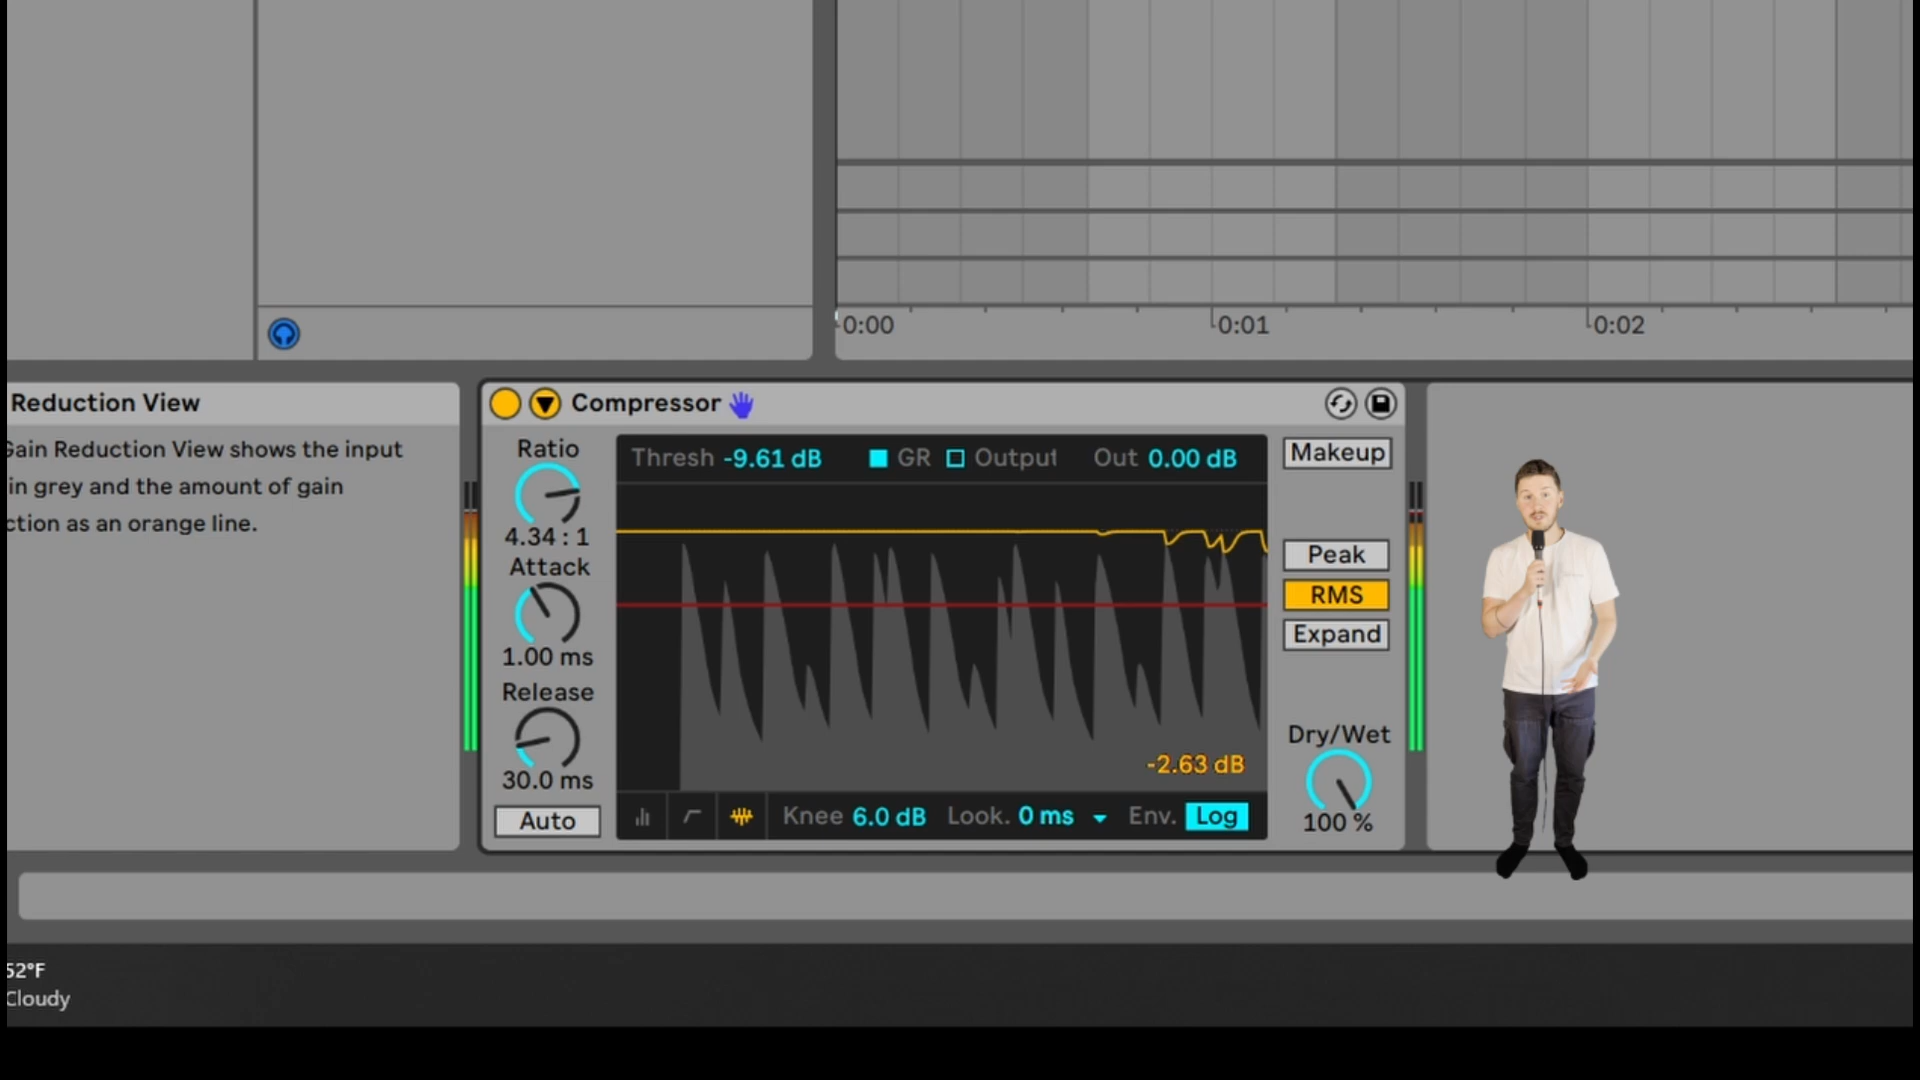 0:00 0:01 0:02
Reduction View
Gain Reduction View shows the input
in grey and the amount of gain
ction as an orange line.
Compressor
Ratio
4.34 : 1
Attack
1.00 ms
Release
30.0 ms
Auto
Thresh -9.61 dB GR Output Out 0.00 dB
-2.63 dB
Knee 6.0 dB Look. 0 ms Env. Log
Makeup
Peak
RMS
Expand
Dry/Wet
100 %
52°F
Cloudy